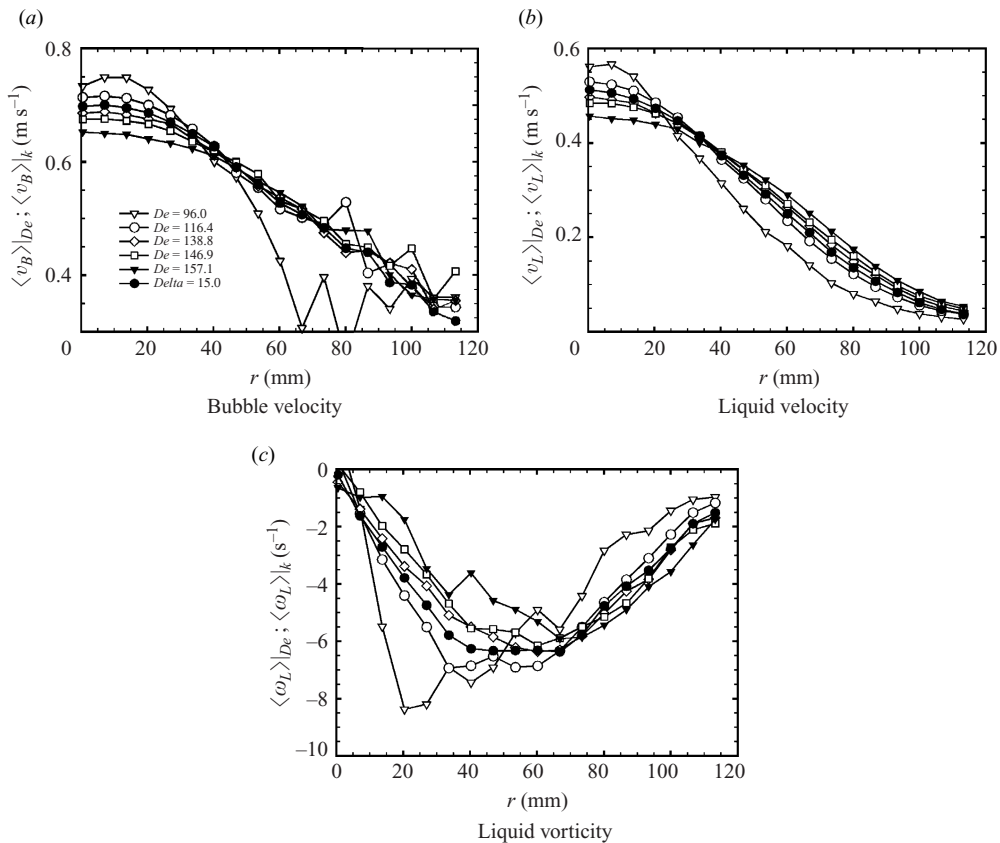 (a)
0.8
0.6
0.4
⟨v_B⟩|_De ; ⟨v_B⟩|_k (m s⁻¹)
De = 96.0
De = 116.4
De = 138.8
De = 146.9
De = 157.1
Delta = 15.0
0 20 40 60 80 100 120
r (mm)
Bubble velocity
(b)
0.6
0.4
0.2
⟨v_L⟩|_De ; ⟨v_L⟩|_k (m s⁻¹)
0 20 40 60 80 100 120
r (mm)
Liquid velocity
(c)
0
–2
–4
–6
–8
–10
⟨ω_L⟩|_De ; ⟨ω_L⟩|_k (s⁻¹)
0 20 40 60 80 100 120
r (mm)
Liquid vorticity